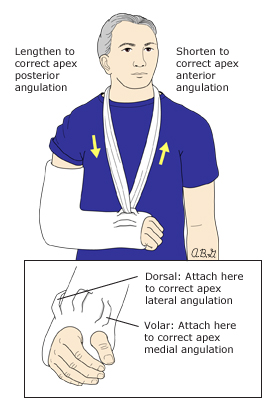 Lengthen to
correct apex
posterior
angulation
Shorten to
correct apex
anterior
angulation
Dorsal: Attach here
to correct apex
lateral angulation
Volar: Attach here
to correct apex
medial angulation